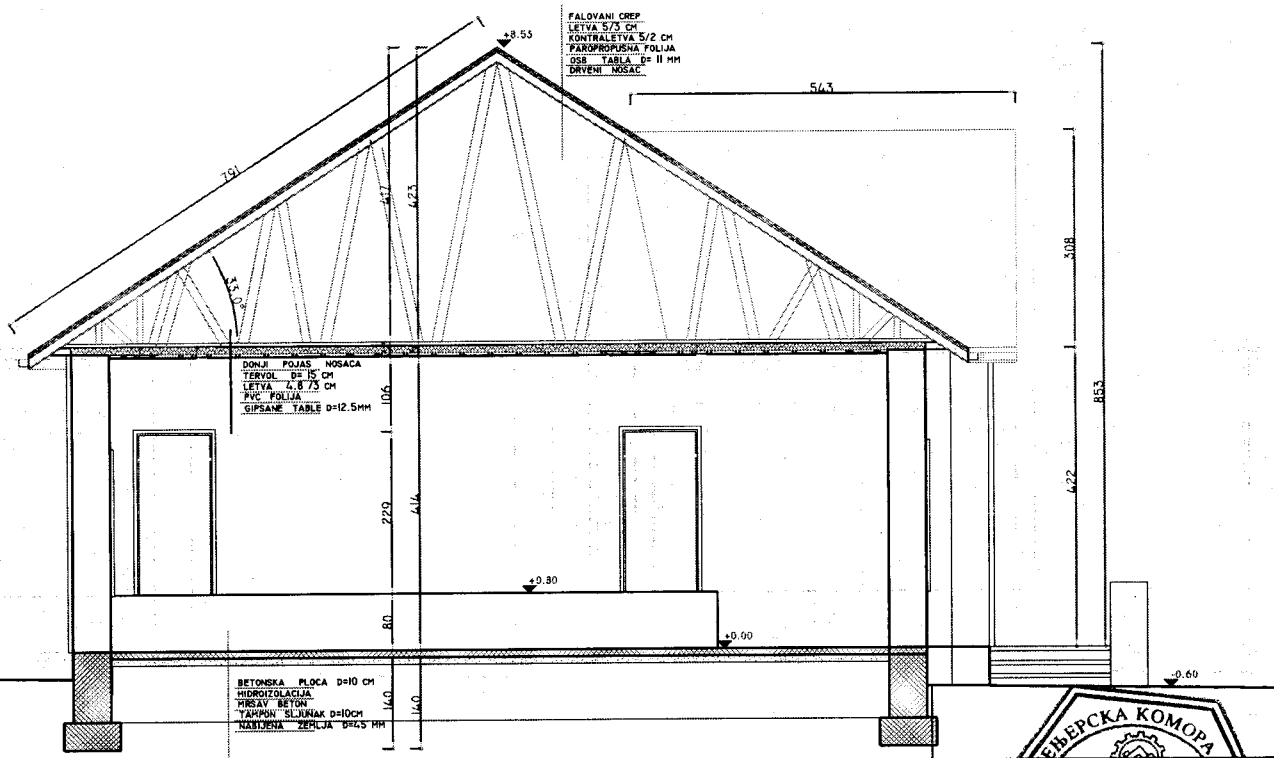 FALOVANI CREP
LETVA 5/3 CM
KONTRALETVA 5/2 CM
PAROPROPUSNA FOLIJA
OSB TABLA D= 11 MM
DRVENI NOSAC
+8.53
543
791
417
423
308
33.0°
853
DONJI POJAS NOSACA
TERVOL D= 15 CM
LETVA 4.8 /3 CM
PVC FOLIJA
GIPSANE TABLE D=12.5MM
106
422
229
414
+0.80
80
+0.00
BETONSKA PLOCA D=10 CM
HIDROIZOLACIJA
MRSAV BETON
TAMPON SLJUNAK D=10CM
NABIJENA ZEMLJA D=45 MM
140
140
-0.60
ЕЊЕРСКА КОМОРА